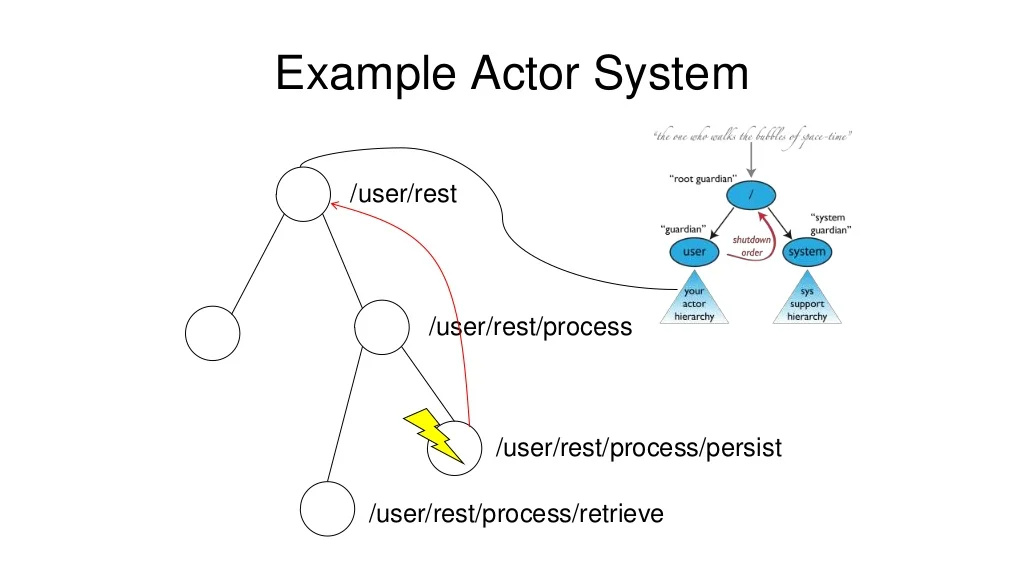 Example Actor System
“the one who walks the bubbles of space-time”
/user/rest
“root guardian”
/
“guardian”
“system
guardian”
shutdown
order
user
system
your
actor
hierarchy
sys
support
hierarchy
/user/rest/process
/user/rest/process/persist
/user/rest/process/retrieve